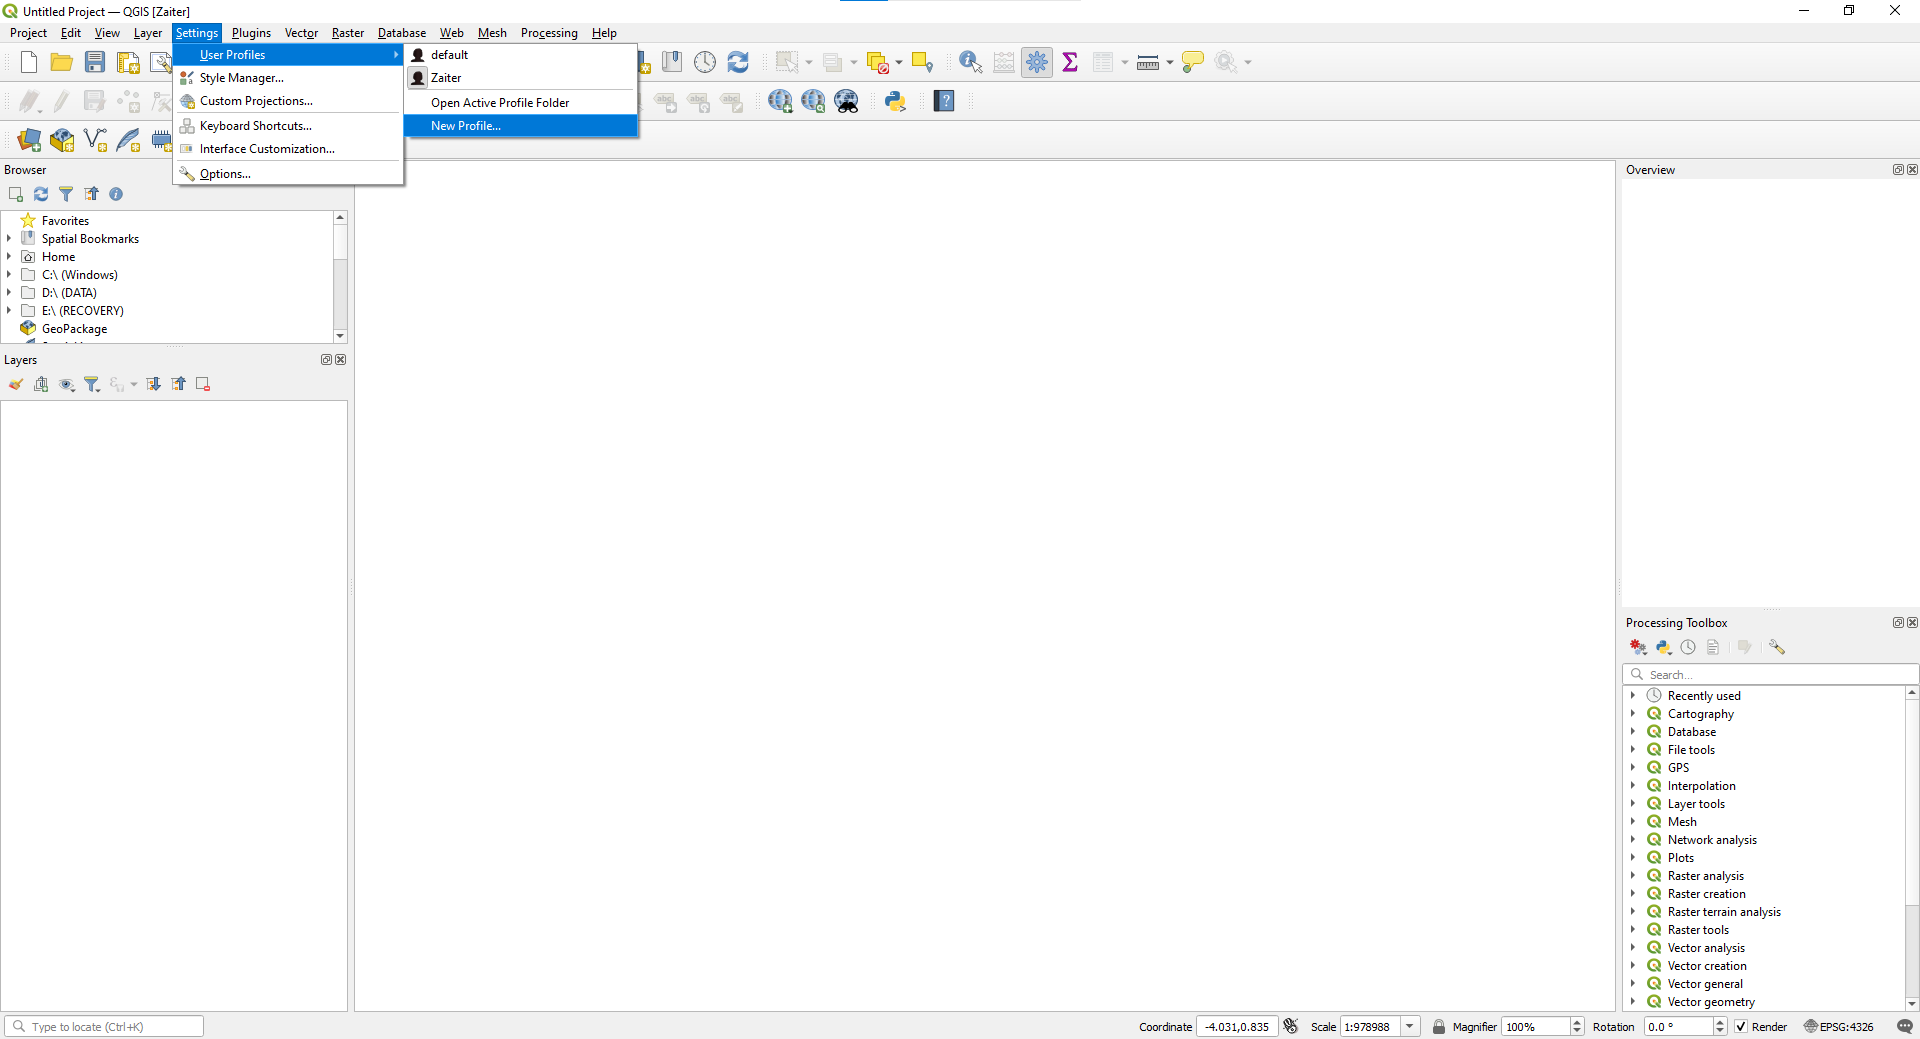 Untitled Project — QGIS [Zaiter]
Project Edit View Layer Settings Plugins Vector Raster Database Web Mesh Processing Help
User Profiles
Style Manager...
Custom Projections...
Keyboard Shortcuts...
Interface Customization...
Options...
default
Zaiter
Open Active Profile Folder
New Profile...
Browser
Favorites
Spatial Bookmarks
Home
C:\ (Windows)
D:\ (DATA)
E:\ (RECOVERY)
GeoPackage
Layers
Overview
Processing Toolbox
Search...
Recently used
Cartography
Database
File tools
GPS
Interpolation
Layer tools
Mesh
Network analysis
Plots
Raster analysis
Raster creation
Raster terrain analysis
Raster tools
Vector analysis
Vector creation
Vector general
Vector geometry
Type to locate (Ctrl+K)
Coordinate -4.031,0.835 Scale 1:978988 Magnifier 100% Rotation 0.0 ° Render EPSG:4326